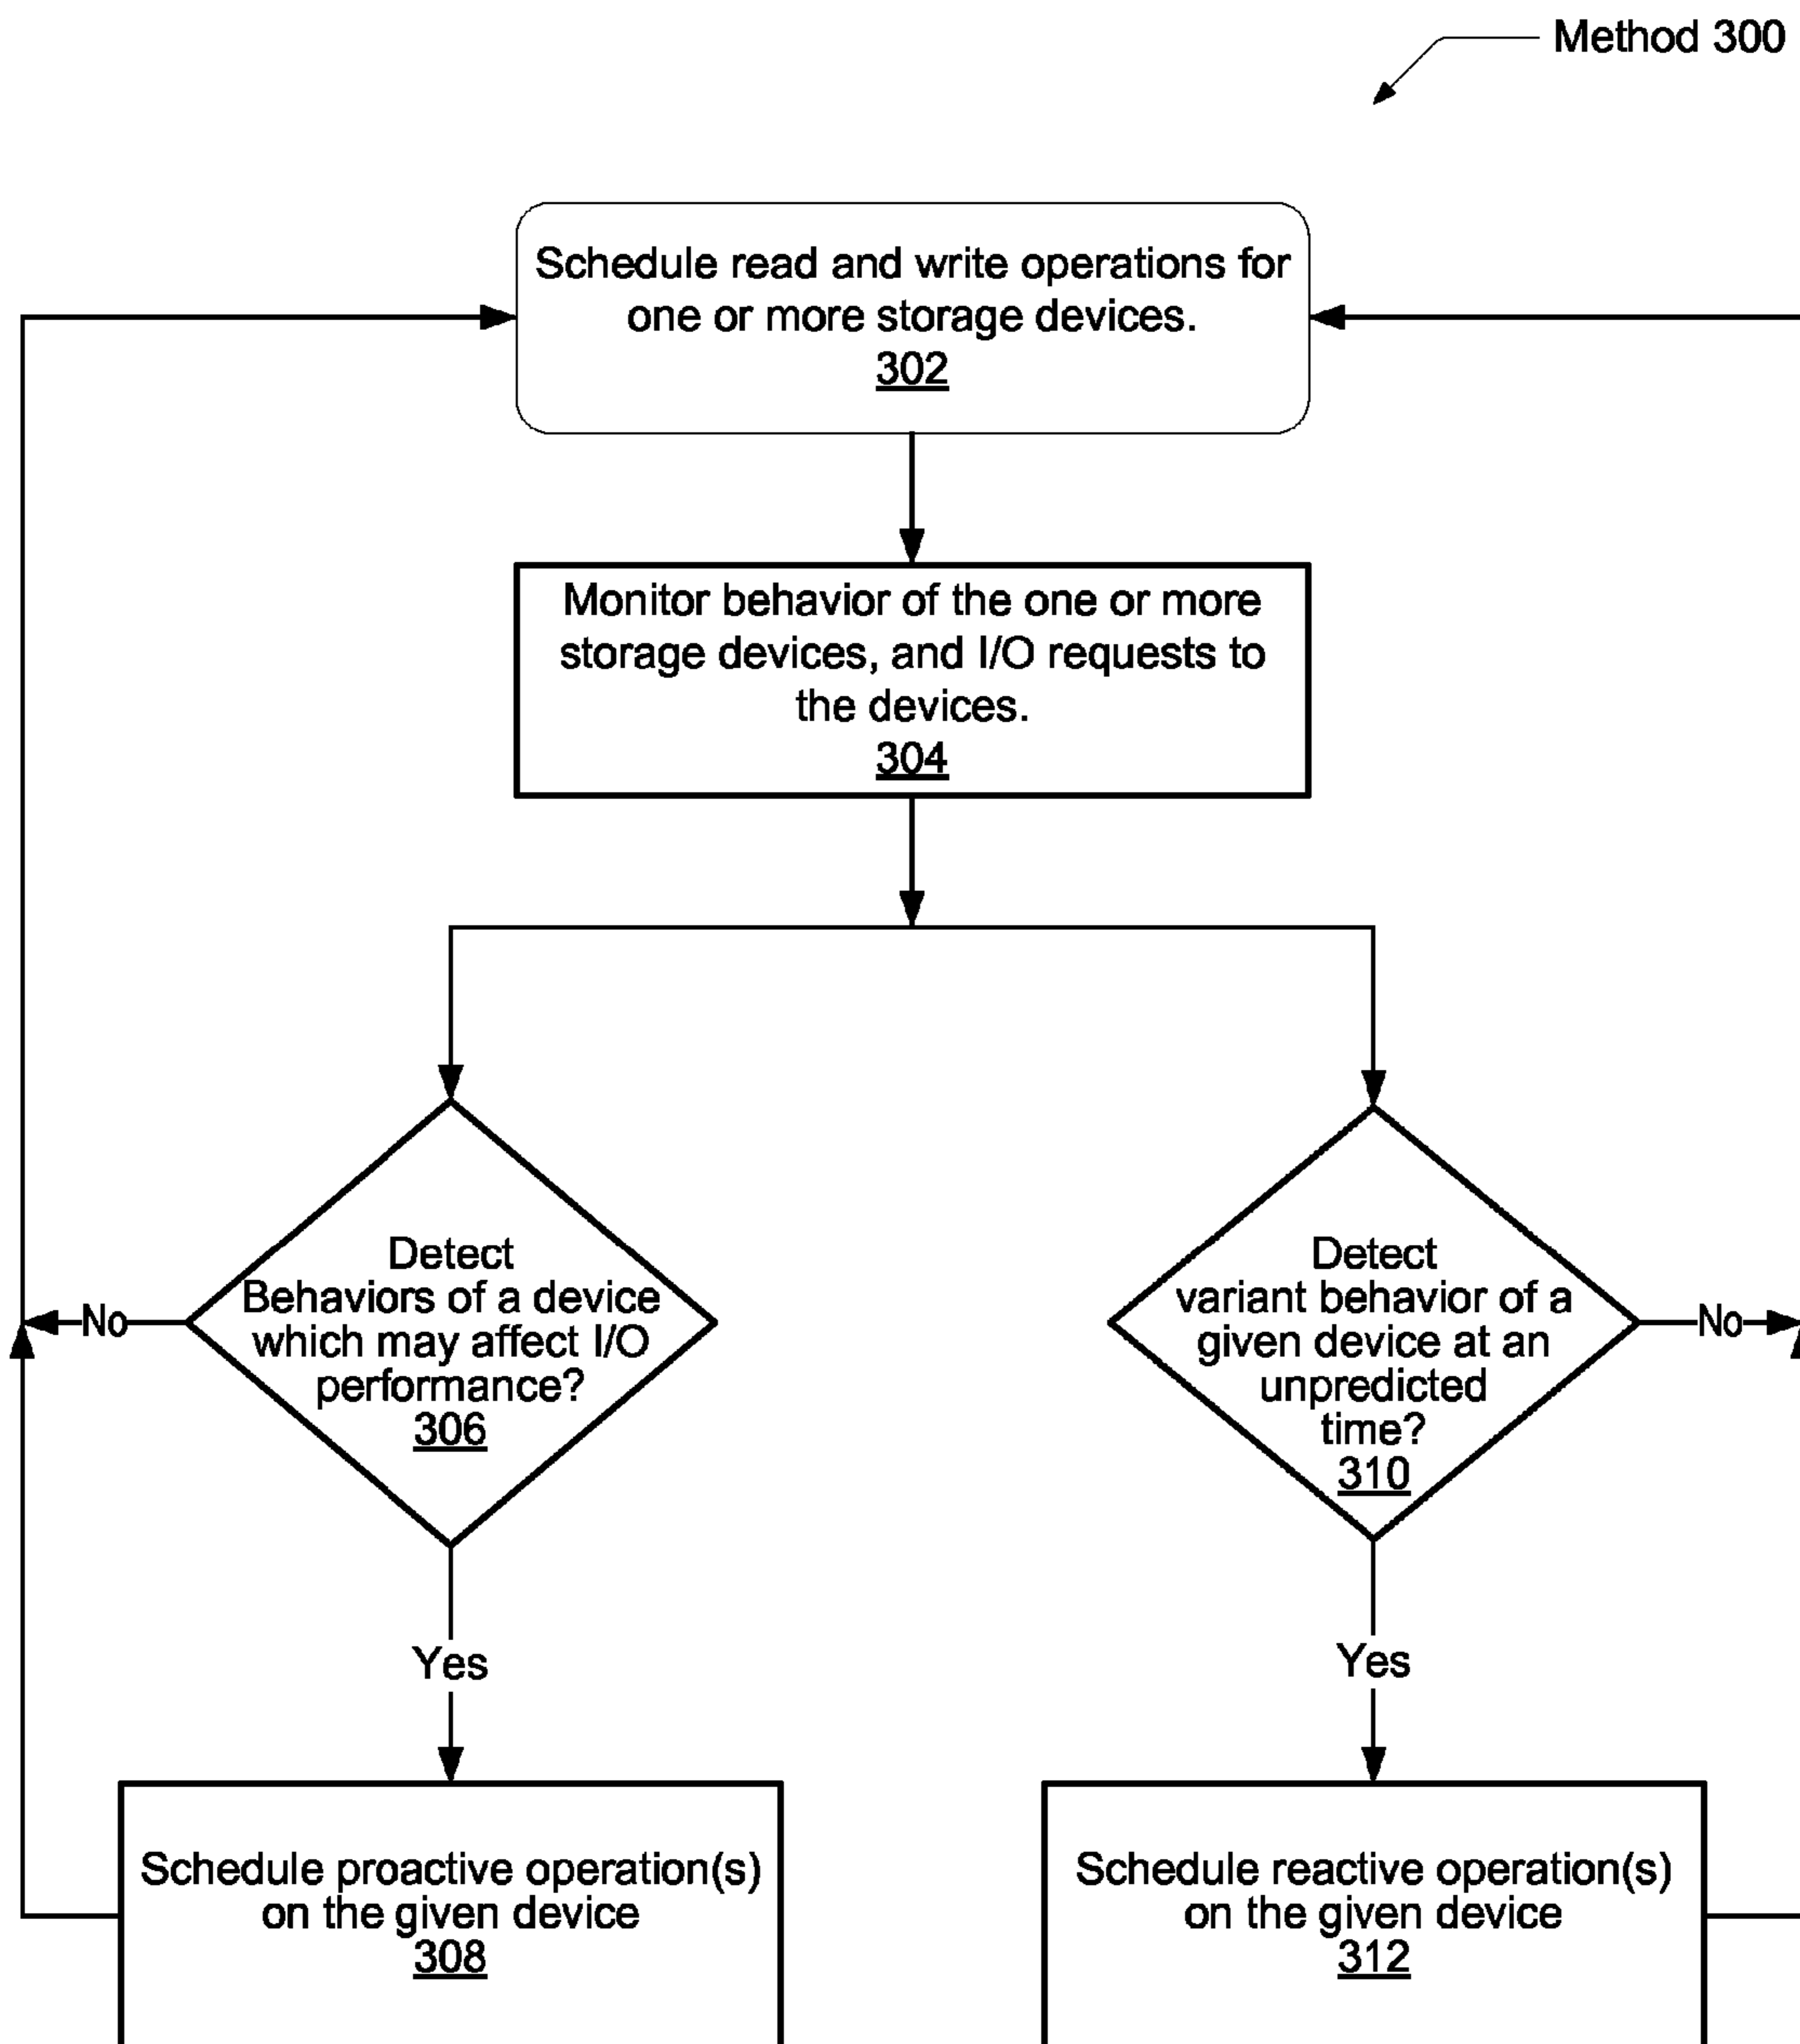 Method 300
Schedule read and write operations for
one or more storage devices.
302
Monitor behavior of the one or more
storage devices, and I/O requests to
the devices.
304
Detect
Behaviors of a device
which may affect I/O
performance?
306
No
Yes
Schedule proactive operation(s)
on the given device
308
Detect
variant behavior of a
given device at an
unpredicted
time?
310
No
Yes
Schedule reactive operation(s)
on the given device
312